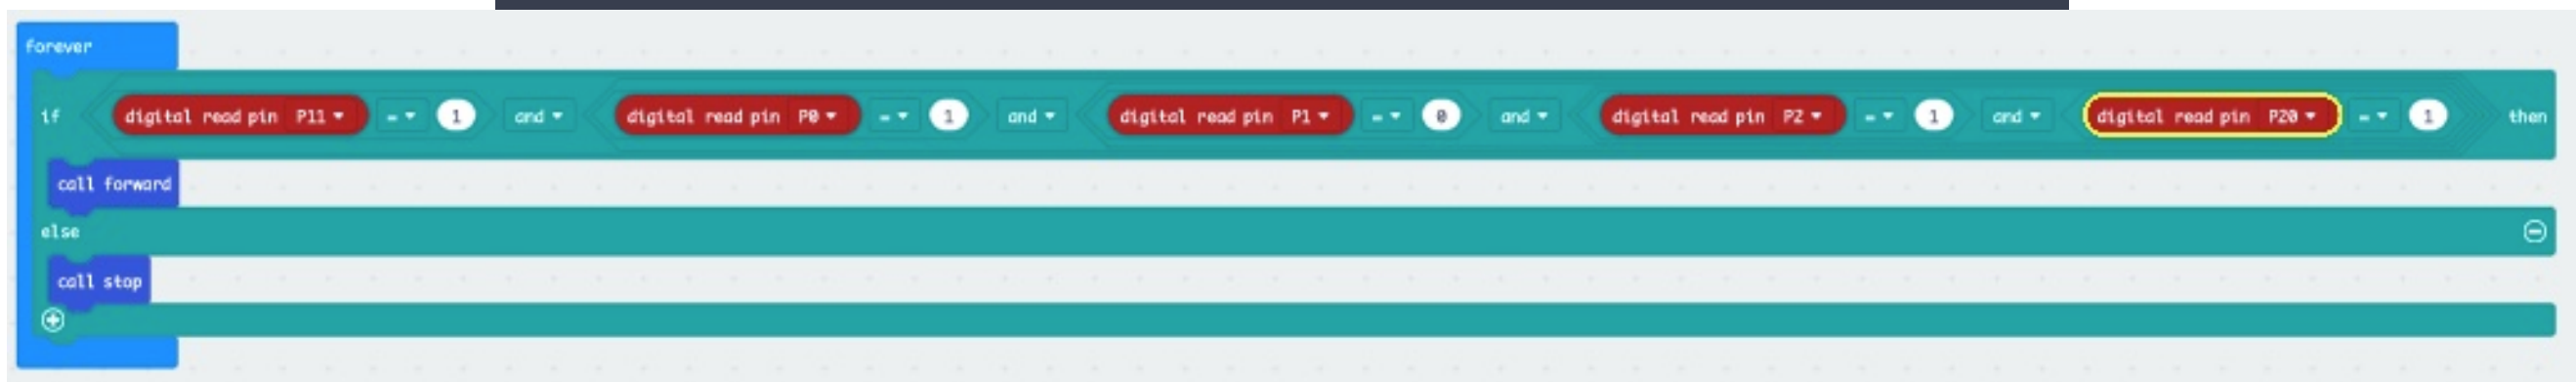 forever
if digital read pin P11 = 1 and digital read pin P0 = 1 and digital read pin P1 = 0 and digital read pin P2 = 1 and digital read pin P20 = 1 then
call forward
else
call stop